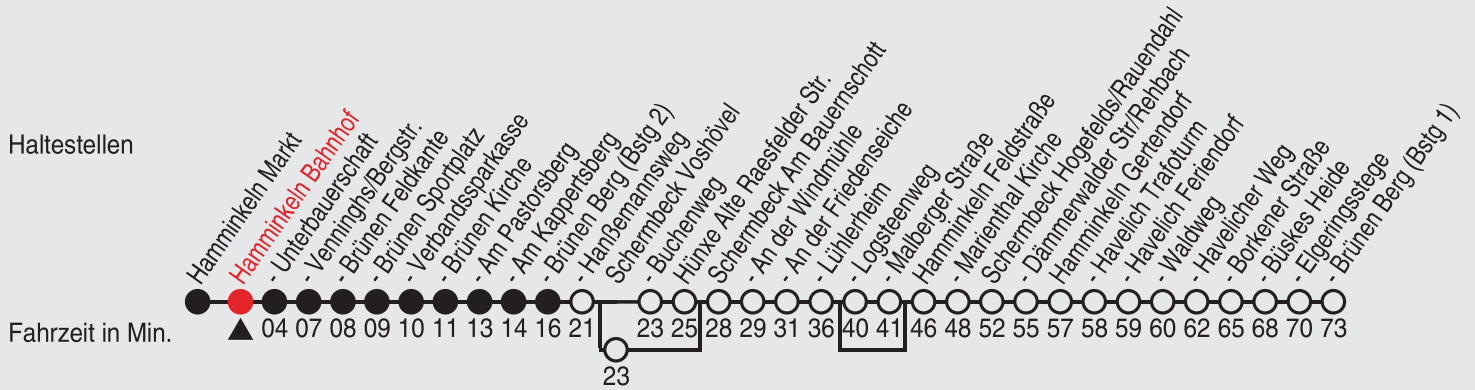 Haltestellen
Hamminkeln Markt
Hamminkeln Bahnhof
- Unterbauerschaft
- Venninghs/Bergstr.
- Brünen Feldkante
- Brünen Sportplatz
- Verbandssparkasse
- Brünen Kirche
- Am Pastorsberg
- Am Kappertsberg
- Brünen Berg (Bstg 2)
- Hanßemannsweg
Schermbeck Voshövel
- Buchenweg
Hünxe Alte Raesfelder Str.
Schermbeck Am Bauernschott
- An der Windmühle
- An der Friedenseiche
- Lühlerheim
- Logsteenweg
- Malberger Straße
Hamminkeln Feldstraße
- Marienthal Kirche
Schermbeck Hogefelds/Rauendahl
- Dämmerwalder Str/Rehbach
Hamminkeln Gertendorf
- Havelich Trafoturm
- Havelich Feriendorf
- Waldweg
- Havelicher Weg
- Borkener Straße
- Büskes Heide
- Elgeringsstege
- Brünen Berg (Bstg 1)
Fahrzeit in Min.
04 07 08 09 10 11 13 14 16 21 23 25 28 29 31 36 40 41 46 48 52 55 57 58 59 60 62 65 68 70 73
23